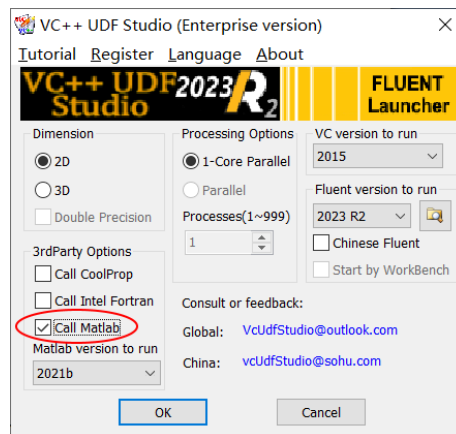 VC++ UDF Studio (Enterprise version)
Tutorial Register Language About
VC++ UDF 2023 R2 FLUENT
Studio Launcher
Dimension
2D
3D
Double Precision
Processing Options
1-Core Parallel
Parallel
Processes(1~999)
1
VC version to run
2015
Fluent version to run
2023 R2
Chinese Fluent
Start by WorkBench
3rdParty Options
Call CoolProp
Call Intel Fortran
Call Matlab
Matlab version to run
2021b
Consult or feedback:
Global: VcUdfStudio@outlook.com
China: vcUdfStudio@sohu.com
OK
Cancel